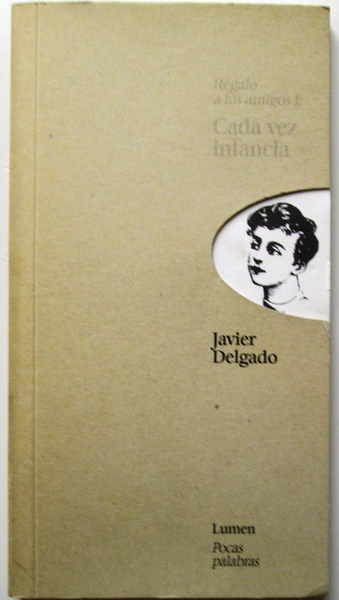 Regalo
a los amigos I:
Cada vez
infancia
Javier
Delgado
Lumen
Pocas
palabras